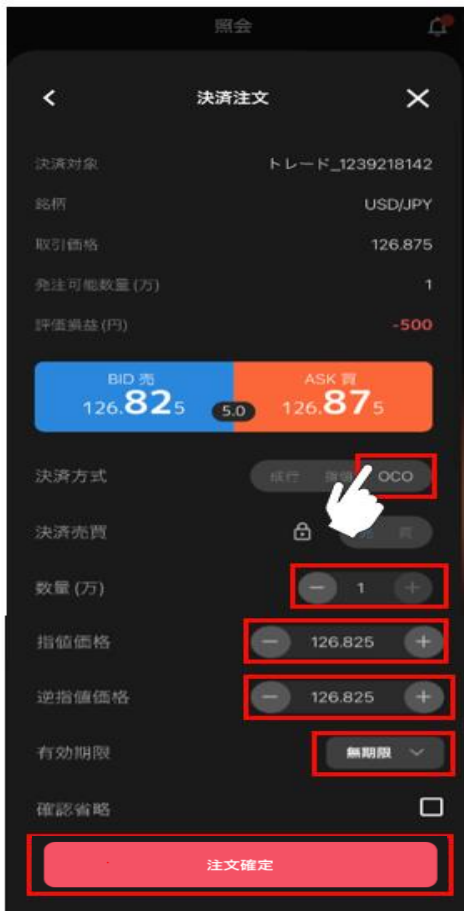 照会
決済注文
決済対象 トレード_1239218142
銘柄 USD/JPY
取引価格 126.875
発注可能数量(万) 1
評価損益(円) -500
BID 売 ASK 買
126.825 5.0 126.875
決済方式 成行 指値 OCO
決済売買 売 買
数量(万) 1
指値価格 126.825
逆指値価格 126.825
有効期限 無期限
確認省略
注文確定